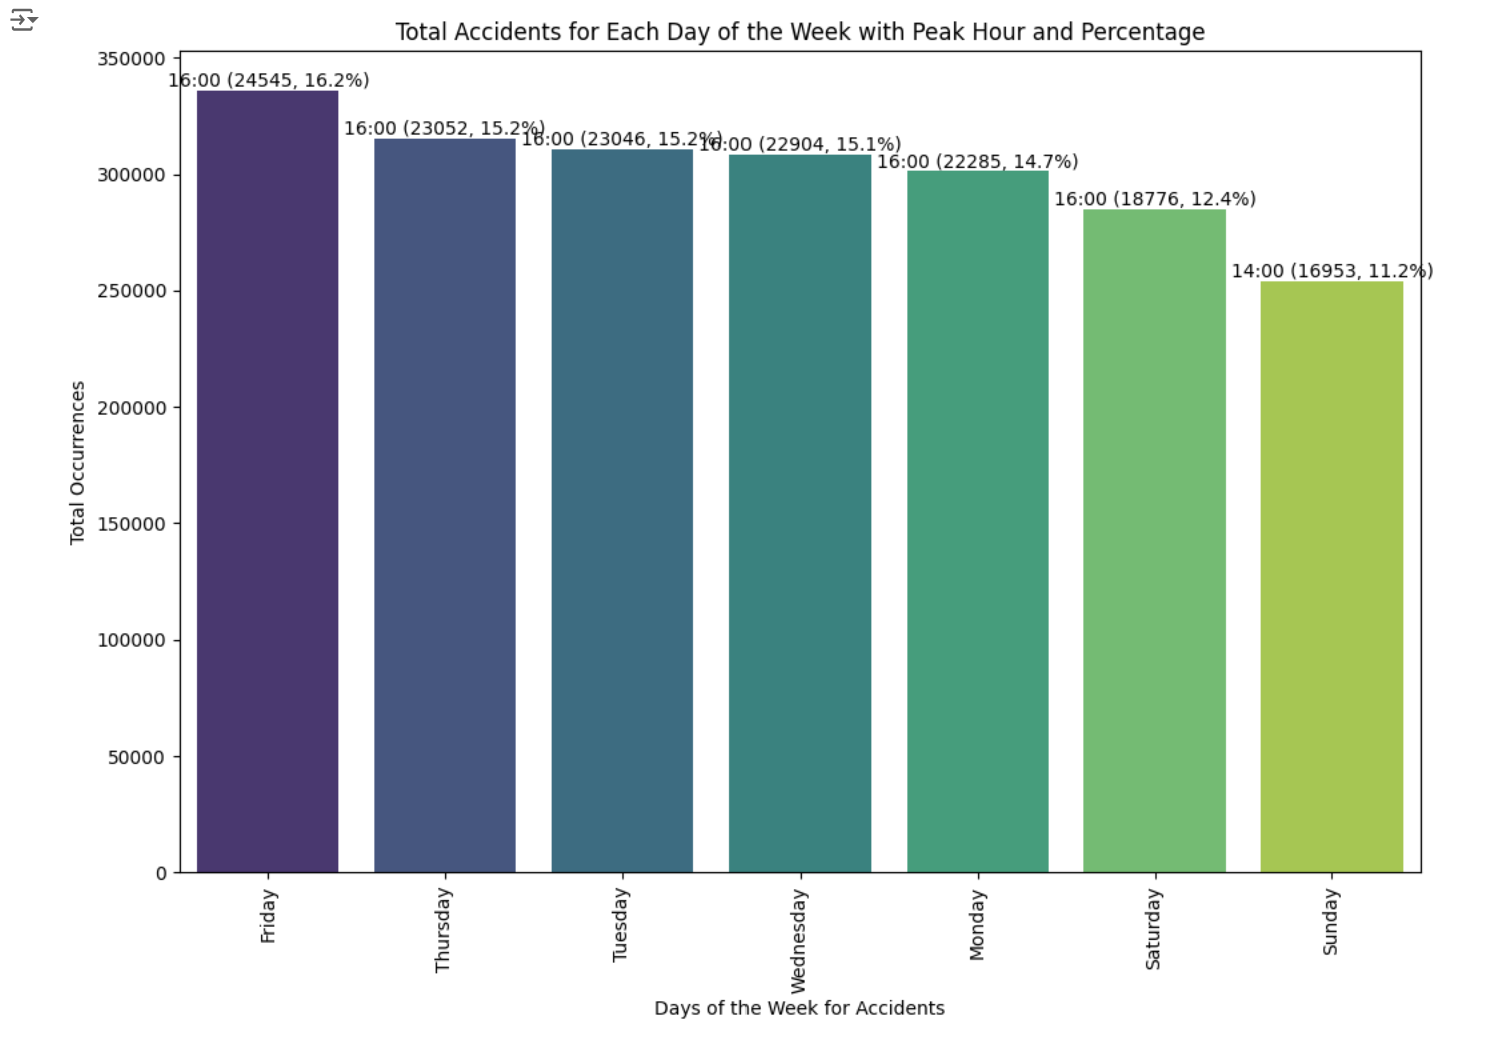 Total Accidents for Each Day of the Week with Peak Hour and Percentage
350000
300000
250000
200000
150000
100000
50000
0
Total Occurrences
16:00 (24545, 16.2%)
16:00 (23052, 15.2%)
16:00 (23046, 15.2%)
16:00 (22904, 15.1%)
16:00 (22285, 14.7%)
16:00 (18776, 12.4%)
14:00 (16953, 11.2%)
Friday
Thursday
Tuesday
Wednesday
Monday
Saturday
Sunday
Days of the Week for Accidents